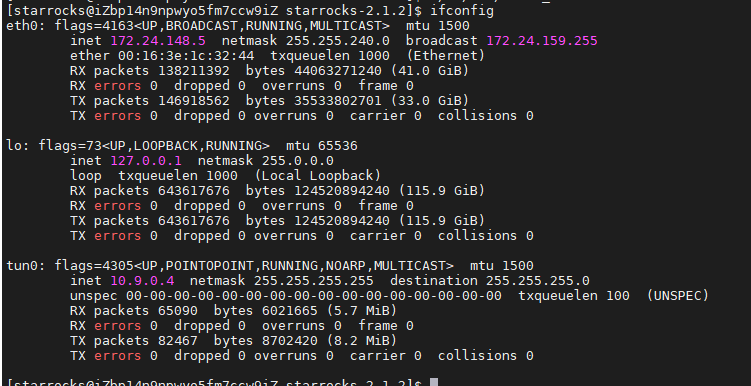 [starrocks@iZbp14n9npwyo5fm7ccw9iZ starrocks-2.1.2]$ ifconfig
eth0: flags=4163<UP,BROADCAST,RUNNING,MULTICAST>  mtu 1500
        inet 172.24.148.5  netmask 255.255.240.0  broadcast 172.24.159.255
        ether 00:16:3e:1c:32:44  txqueuelen 1000  (Ethernet)
        RX packets 138211392  bytes 44063271240 (41.0 GiB)
        RX errors 0  dropped 0  overruns 0  frame 0
        TX packets 146918562  bytes 35533802701 (33.0 GiB)
        TX errors 0  dropped 0 overruns 0  carrier 0  collisions 0

lo: flags=73<UP,LOOPBACK,RUNNING>  mtu 65536
        inet 127.0.0.1  netmask 255.0.0.0
        loop  txqueuelen 1000  (Local Loopback)
        RX packets 643617676  bytes 124520894240 (115.9 GiB)
        RX errors 0  dropped 0  overruns 0  frame 0
        TX packets 643617676  bytes 124520894240 (115.9 GiB)
        TX errors 0  dropped 0 overruns 0  carrier 0  collisions 0

tun0: flags=4305<UP,POINTOPOINT,RUNNING,NOARP,MULTICAST>  mtu 1500
        inet 10.9.0.4  netmask 255.255.255.255  destination 255.255.255.0
        unspec 00-00-00-00-00-00-00-00-00-00-00-00-00-00-00-00  txqueuelen 100  (UNSPEC)
        RX packets 65090  bytes 6021665 (5.7 MiB)
        RX errors 0  dropped 0  overruns 0  frame 0
        TX packets 82467  bytes 8702420 (8.2 MiB)
        TX errors 0  dropped 0 overruns 0  carrier 0  collisions 0

[starrocks@iZbp14n9npwyo5fm7ccw9iZ starrocks-2.1.2]$